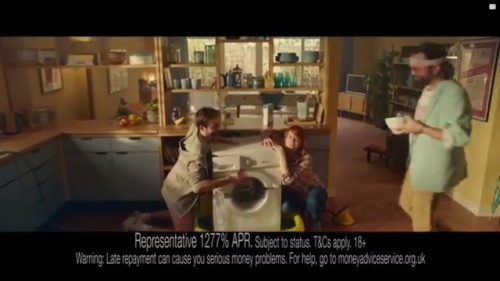 Representative 1277% APR. Subject to status. T&Cs apply. 18+
Warning: Late repayment can cause you serious money problems. For help, go to moneyadviceservice.org.uk